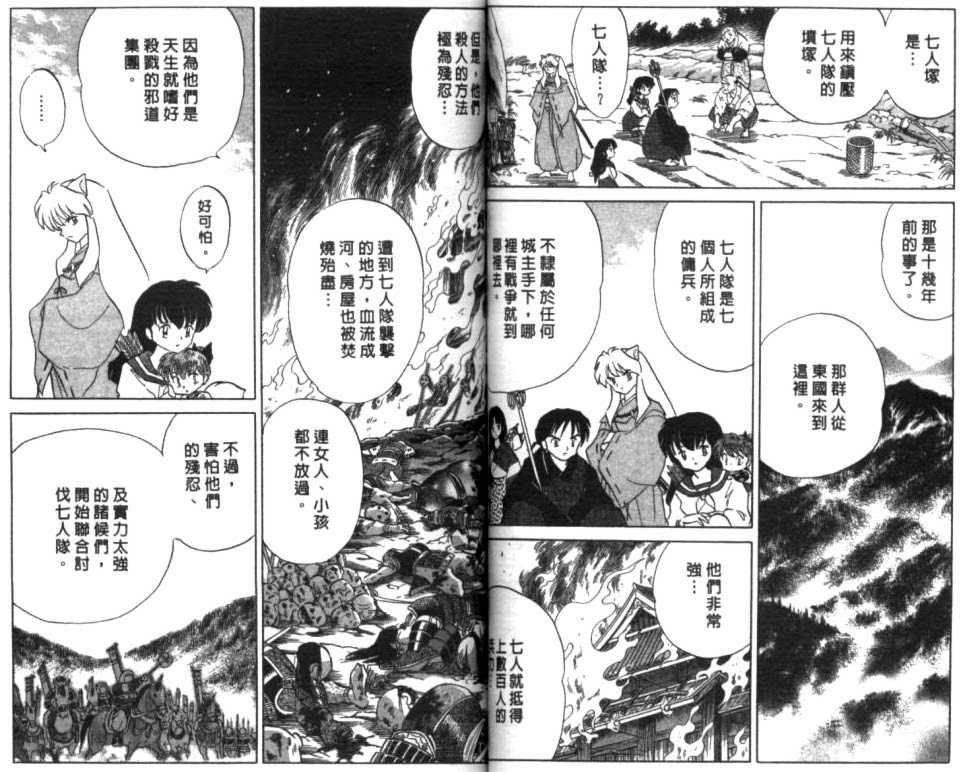 七人塚
是…
用來鎮壓
七人隊的
墳塚。
七人隊…?
那是十幾年
前的事了。
那群人從
東國來到
這裡。
七人隊是七
個人所組成
的傭兵。
不隸屬於任何
城主手下，哪
裡有戰爭就到
哪裡去。
他們非常
強…
七人就抵得
上數百人的
但是，他們
殺人的方法
極為殘忍…
遭到七人隊襲擊
的地方，血流成
河、房屋也被焚
燒殆盡…
連女人、小孩
都不放過。
因為他們是
天生就嗜好
殺戮的邪道
集團。
……
好可怕。
不過，
害怕他們
的殘忍、
及實力太強
的諸候們，
開始聯合討
伐七人隊。